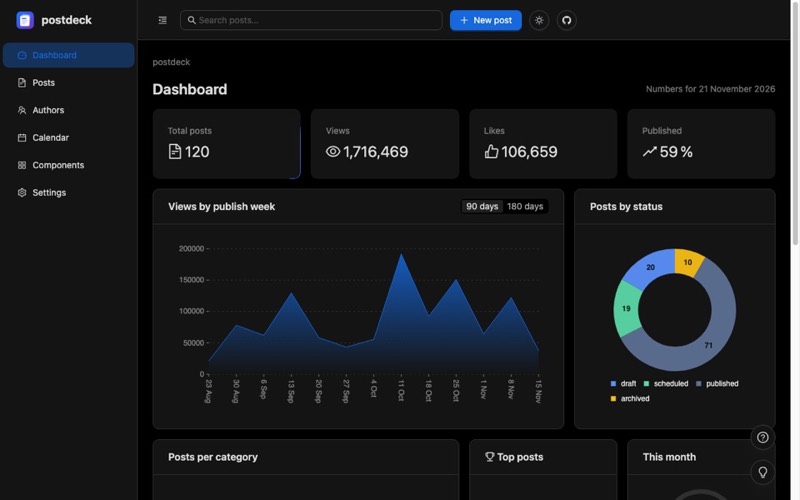 postdeck
Search posts...
New post
Dashboard
Posts
Authors
Calendar
Components
Settings
postdeck
Dashboard
Numbers for 21 November 2026
Total posts
120
Views
1,716,469
Likes
106,659
Published
59 %
Views by publish week
90 days 180 days
200000
150000
100000
50000
0
23 Aug
30 Aug
6 Sep
13 Sep
20 Sep
27 Sep
4 Oct
11 Oct
18 Oct
25 Oct
1 Nov
8 Nov
15 Nov
Posts by status
20
10
19
71
draft scheduled published
archived
Posts per category
Top posts
This month